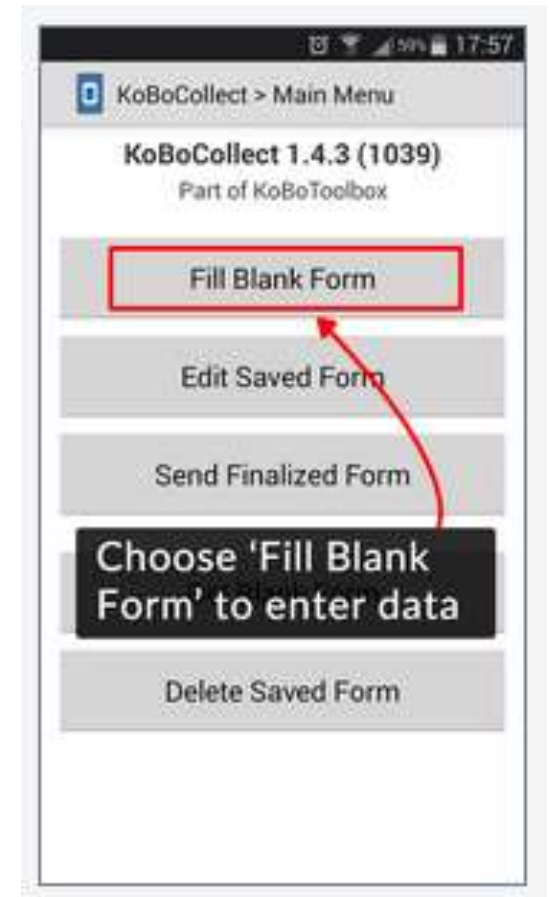 59% 17:57
KoBoCollect > Main Menu
KoBoCollect 1.4.3 (1039)
Part of KoBoToolbox
Fill Blank Form
Edit Saved Form
Send Finalized Form
Choose ‘Fill Blank
Form’ to enter data
Delete Saved Form